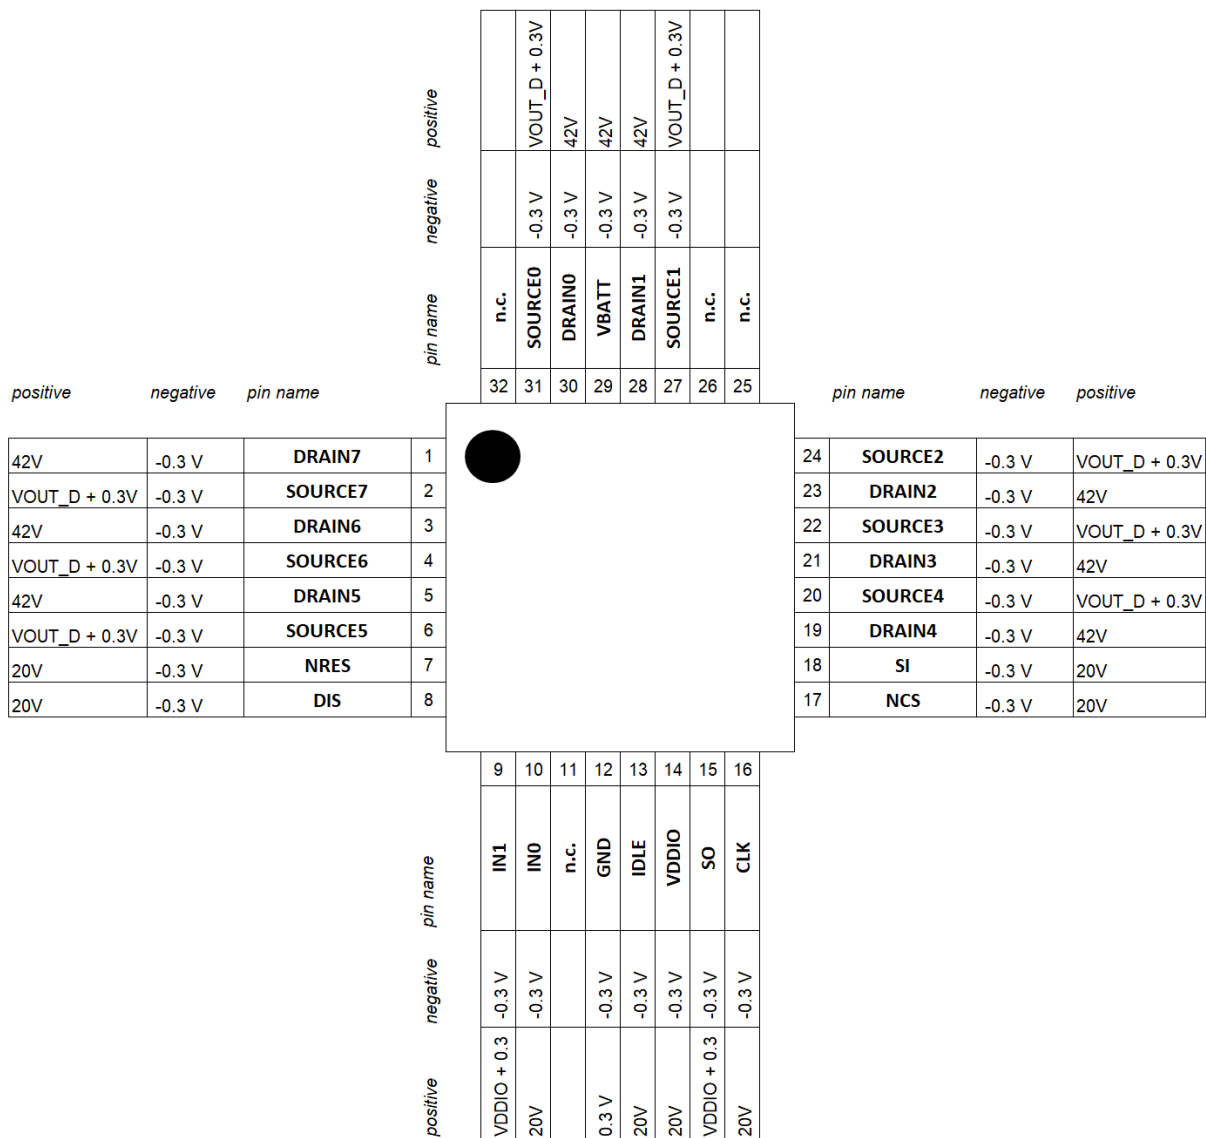 positive VOUT_D + 0.3V 42V 42V 42V VOUT_D + 0.3V
negative -0.3 V -0.3 V -0.3 V -0.3 V -0.3 V
pin name n.c. SOURCE0 DRAIN0 VBATT DRAIN1 SOURCE1 n.c. n.c.
32 31 30 29 28 27 26 25
positive negative pin name
42V -0.3 V DRAIN7 1
VOUT_D + 0.3V -0.3 V SOURCE7 2
42V -0.3 V DRAIN6 3
VOUT_D + 0.3V -0.3 V SOURCE6 4
42V -0.3 V DRAIN5 5
VOUT_D + 0.3V -0.3 V SOURCE5 6
20V -0.3 V NRES 7
20V -0.3 V DIS 8
pin name negative positive
24 SOURCE2 -0.3 V VOUT_D + 0.3V
23 DRAIN2 -0.3 V 42V
22 SOURCE3 -0.3 V VOUT_D + 0.3V
21 DRAIN3 -0.3 V 42V
20 SOURCE4 -0.3 V VOUT_D + 0.3V
19 DRAIN4 -0.3 V 42V
18 SI -0.3 V 20V
17 NCS -0.3 V 20V
9 10 11 12 13 14 15 16
pin name IN1 IN0 n.c. GND IDLE VDDIO SO CLK
negative -0.3 V -0.3 V -0.3 V -0.3 V -0.3 V -0.3 V -0.3 V
positive VDDIO + 0.3 20V 0.3 V 20V 20V VDDIO + 0.3 20V